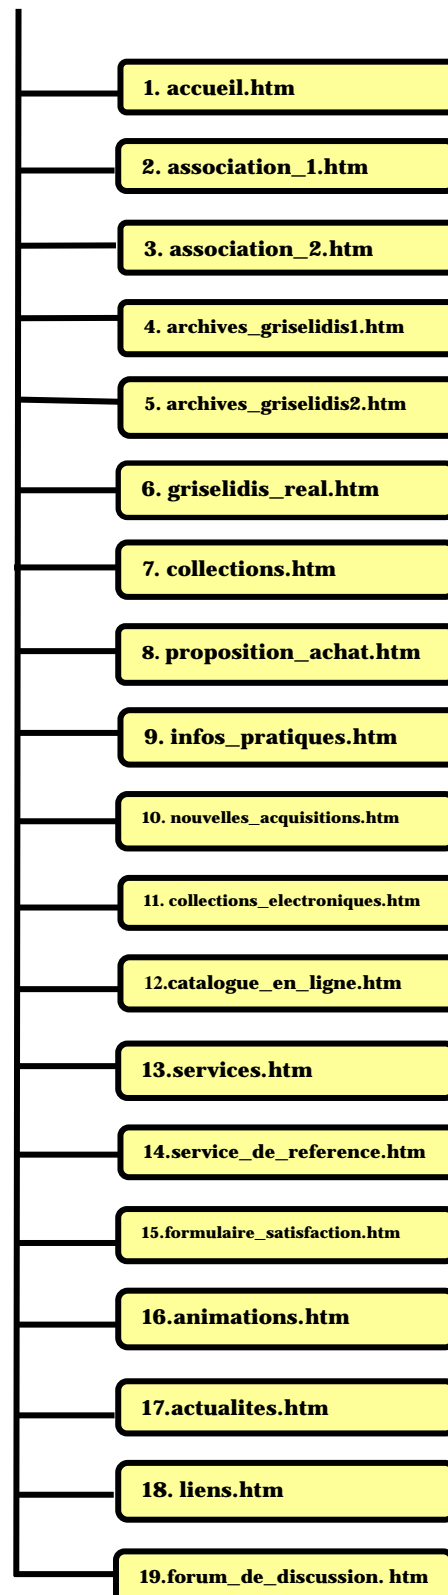 1. accueil.htm
2. association_1.htm
3. association_2.htm
4. archives_griselidis1.htm
5. archives_griselidis2.htm
6. griselidis_real.htm
7. collections.htm
8. proposition_achat.htm
9. infos_pratiques.htm
10. nouvelles_acquisitions.htm
11. collections_electroniques.htm
12.catalogue_en_ligne.htm
13.services.htm
14.service_de_reference.htm
15.formulaire_satisfaction.htm
16.animations.htm
17.actualites.htm
18. liens.htm
19.forum_de_discussion. htm